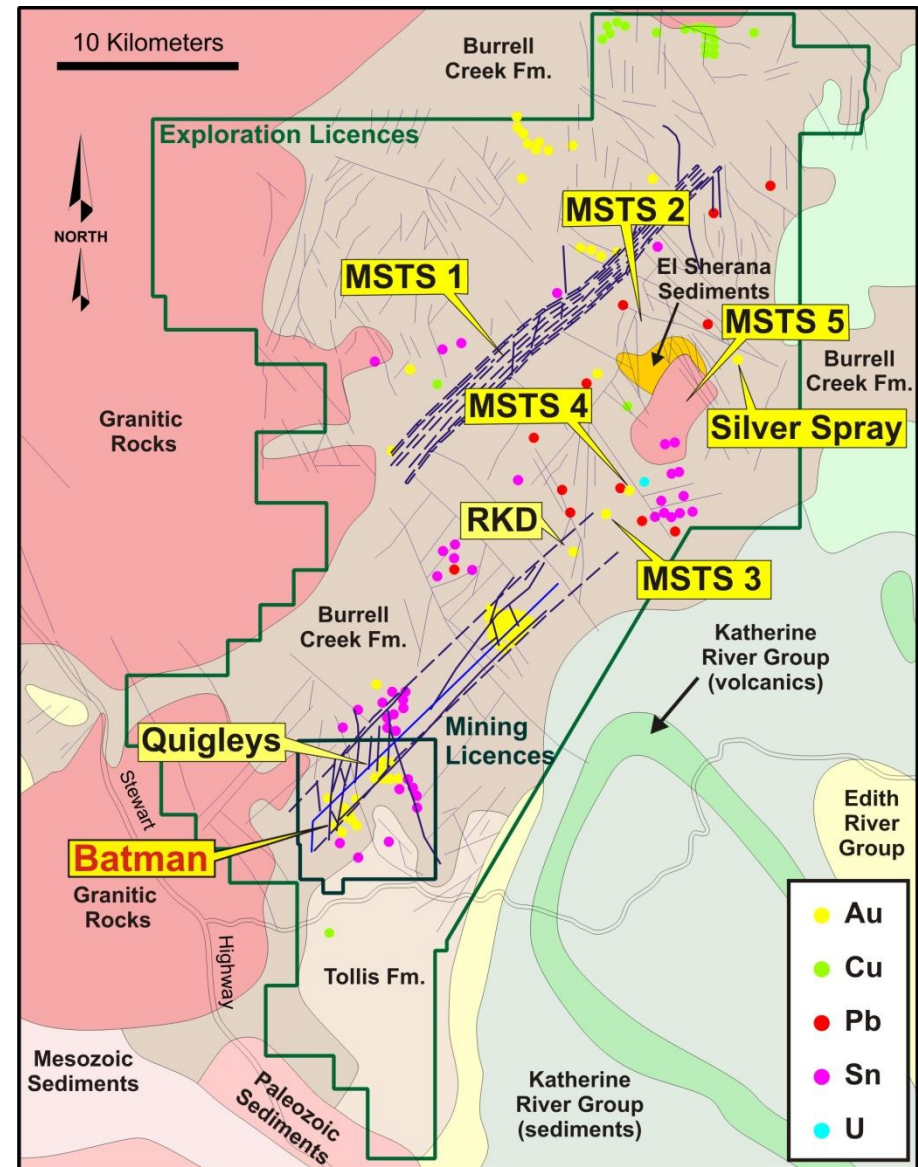 10 Kilometers
Burrell
Creek Fm.
Exploration Licences
NORTH
MSTS 2
MSTS 1
El Sherana
Sediments
MSTS 5
Burrell
Creek Fm.
Granitic
Rocks
MSTS 4
Silver Spray
RKD
MSTS 3
Burrell
Creek Fm.
Katherine
River Group
(volcanics)
Quigleys
Mining
Licences
Stewart
Highway
Edith
River
Group
Batman
Granitic
Rocks
Tollis Fm.
Mesozoic
Sediments
Paleozoic
Sediments
Katherine
River Group
(sediments)
Au
Cu
Pb
Sn
U